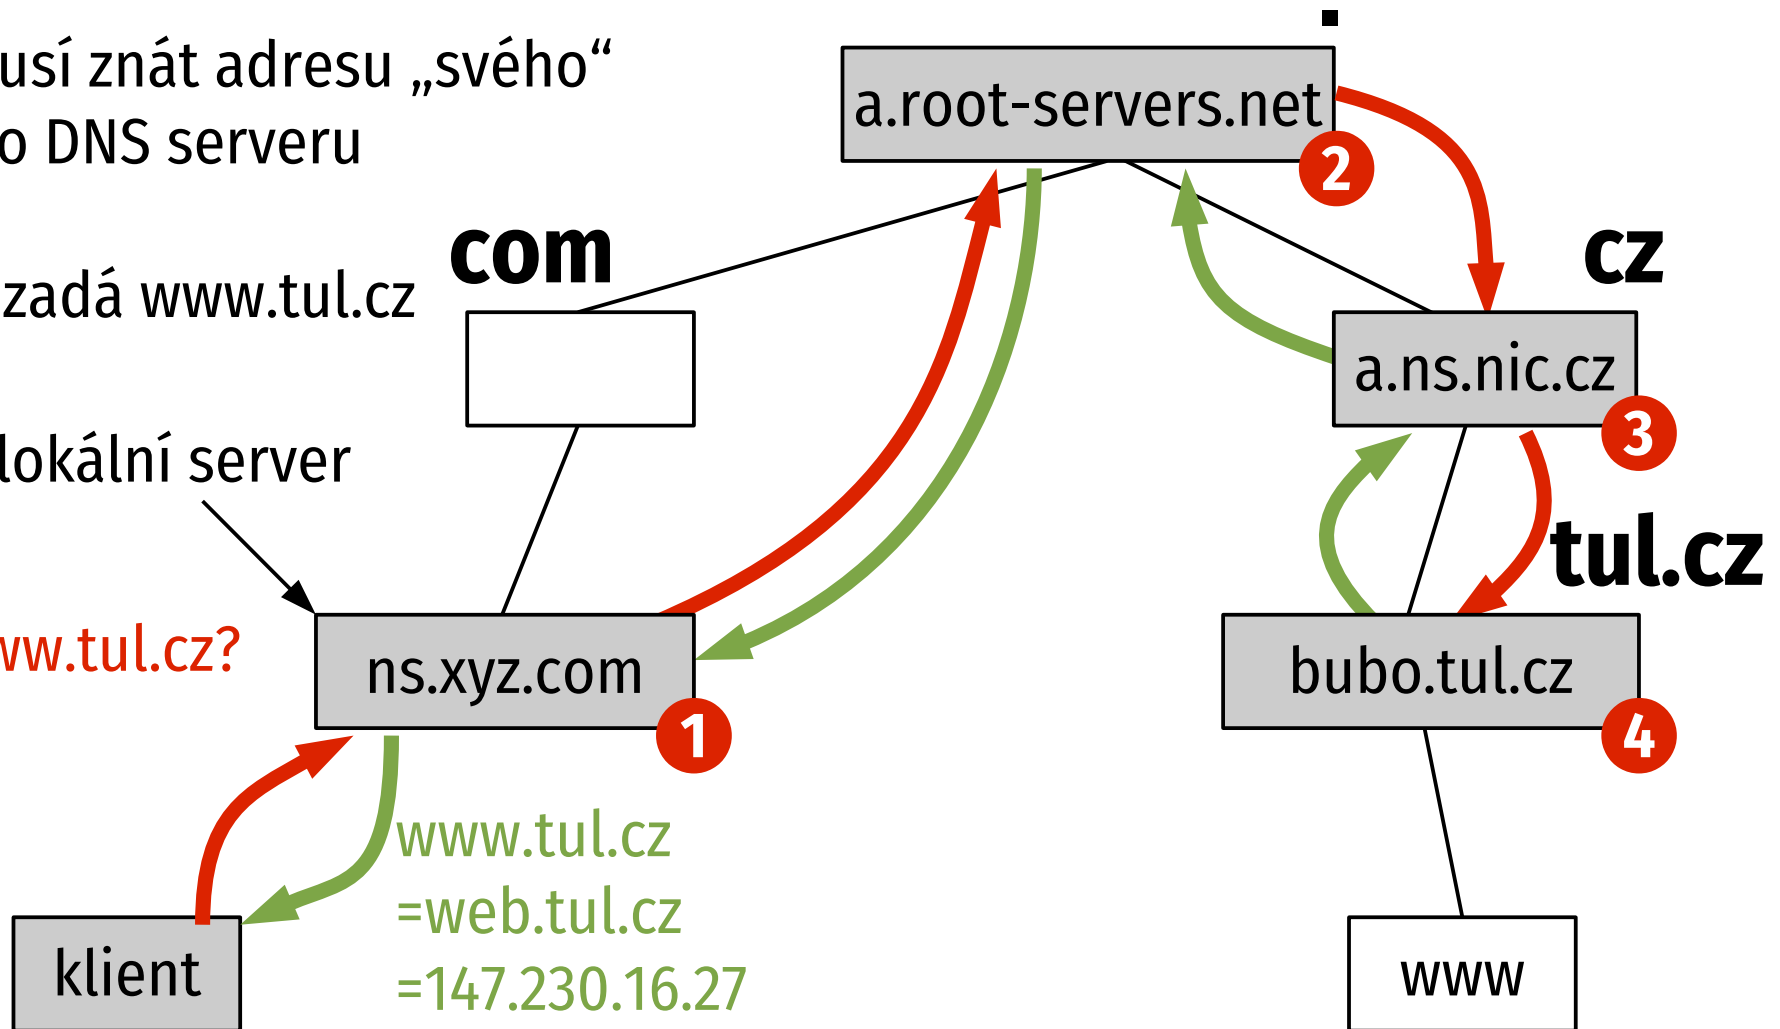 usí znát adresu „svého“
o DNS serveru
zadá www.tul.cz
lokální server
ww.tul.cz?
.
a.root-servers.net
2
com
cz
a.ns.nic.cz
3
tul.cz
ns.xyz.com
1
bubo.tul.cz
4
www.tul.cz
=web.tul.cz
=147.230.16.27
klient
www